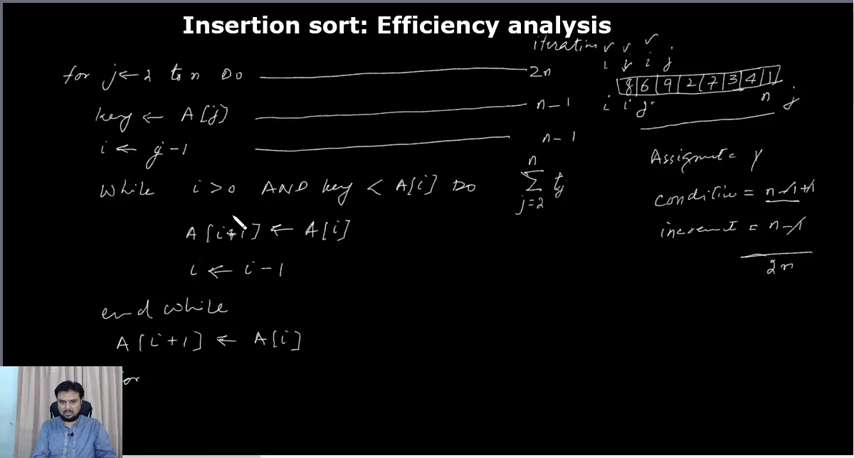 Insertion sort: Efficiency analysis
iteration
for j ← 2 to n Do 2n
key ← A[j] n-1
i ← j-1 n-1
while i > 0 AND key < A[i] Do n ∑ j=2 tj
A[i+1] ← A[i]
i ← i-1
end while
A[i+1] ← A[i]
for
i i j
8 6 9 2 7 3 4 1
i i j n j
Assignment = 1
condition = n-1+1
increment = n-1
2n